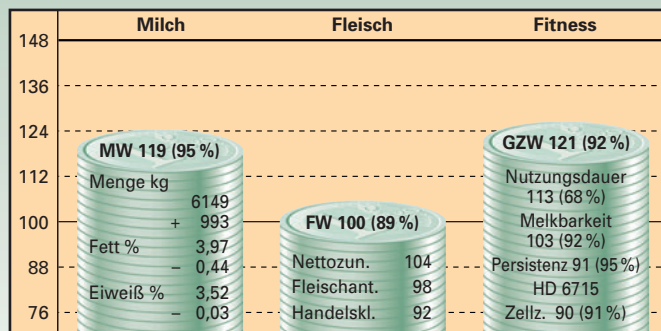 Milch Fleisch Fitness
148
136
124
112
100
88
76
MW 119 (95 %)
Menge kg
6149
+ 993
Fett % 3,97
– 0,44
Eiweiß % 3,52
– 0,03
FW 100 (89 %)
Nettozun. 104
Fleischant. 98
Handelskl. 92
GZW 121 (92 %)
Nutzungsdauer
113 (68 %)
Melkbarkeit
103 (92 %)
Persistenz 91 (95 %)
HD 6715
Zellz. 90 (91 %)